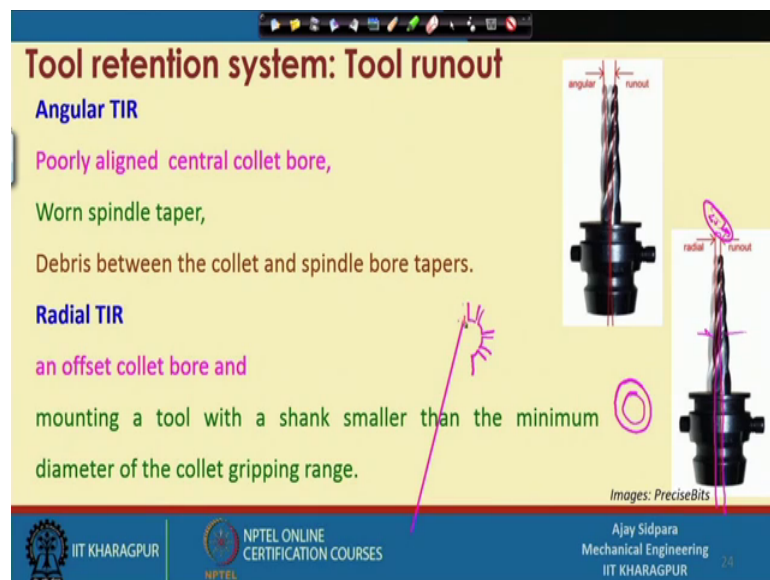 Tool retention system: Tool runout
Angular TIR
Poorly aligned central collet bore,
Worn spindle taper,
Debris between the collet and spindle bore tapers.
Radial TIR
an offset collet bore and
mounting a tool with a shank smaller than the minimum
diameter of the collet gripping range.
angular runout
radial runout
Images: PreciseBits
IIT KHARAGPUR
NPTEL
NPTEL ONLINE
CERTIFICATION COURSES
Ajay Sidpara
Mechanical Engineering
IIT KHARAGPUR
24